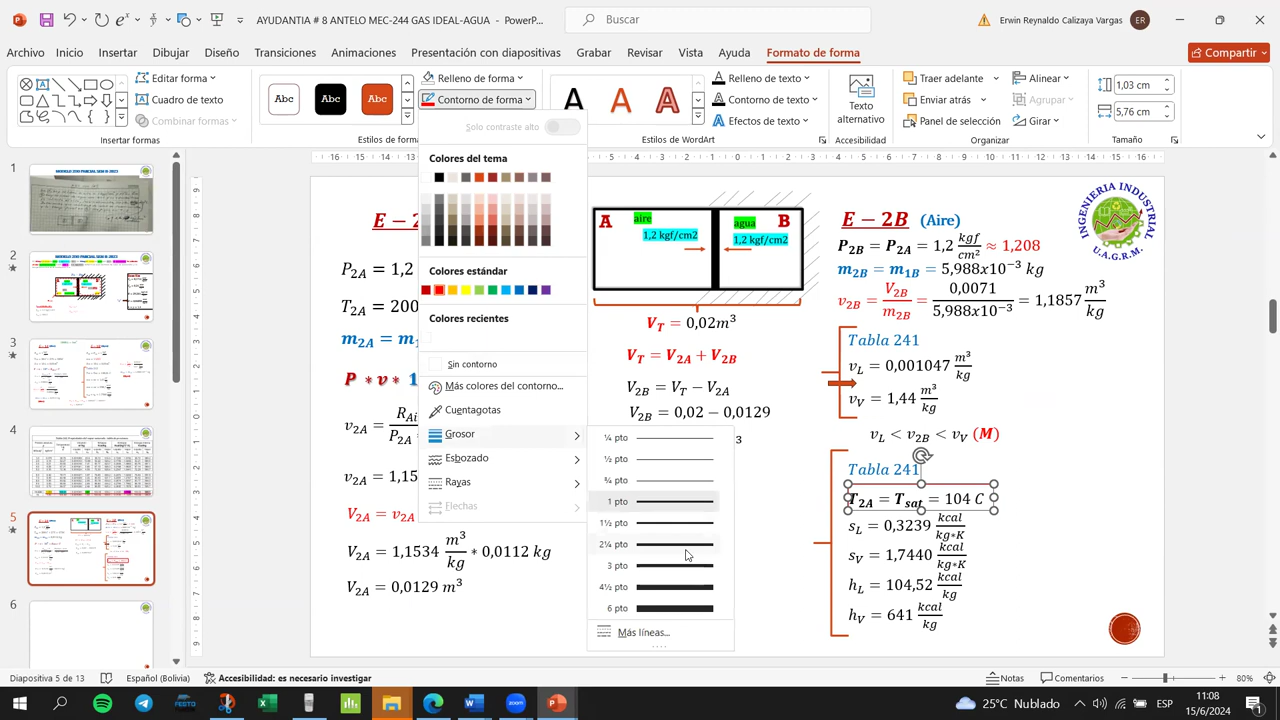 AYUDANTIA # 8 ANTELO MEC-244 GAS IDEAL-AGUA - PowerP...
Buscar
Erwin Reynaldo Calizaya Vargas
ER
Archivo Inicio Insertar Dibujar Diseño Transiciones Animaciones Presentación con diapositivas Grabar Revisar Vista Ayuda Formato de forma
Compartir
Editar forma
Cuadro de texto
Combinar formas
Insertar formas
Abc Abc Abc
Estilos de forma
Relleno de forma
Contorno de forma
A A A
Estilos de WordArt
Relleno de texto
Contorno de texto
Efectos de texto
Texto alternativo
Accesibilidad
Traer adelante
Enviar atrás
Panel de selección
Alinear
Agrupar
Girar
Organizar
1,03 cm
5,76 cm
Tamaño
Solo contraste alto
Colores del tema
Colores estándar
Colores recientes
Sin contorno
Más colores del contorno...
Cuentagotas
Grosor
Esbozado
Rayas
Flechas
¼ pto
½ pto
¾ pto
1 pto
1½ pto
2¼ pto
3 pto
4½ pto
6 pto
Más líneas...
1
2
3
4
5
6
E − 2
P2A = 1,2
T2A = 200
m2A = m1
P ∗ v ∗ 1
v2A = RAi
P2A ∗
v2A = 1,15
V2A = v2A
V2A = 1,1534 m³/kg ∗ 0,0112 kg
V2A = 0,0129 m³
A aire
1,2 kgf/cm2
agua B
1,2 kgf/cm2
VT = 0,02m³
VT = V2A + V2B
V2B = VT − V2A
V2B = 0,02 − 0,0129
3
E − 2B (Aire)
P2B = P2A = 1,2 kgf/cm² ≈ 1,208
m2B = m1B = 5,988x10⁻³ kg
v2B = V2B/m2B = 0,0071/5,988x10⁻³ = 1,1857 m³/kg
Tabla 241
vL = 0,001047 m³/kg
vV = 1,44 m³/kg
vL < v2B < vV (M)
Tabla 241
T2A = Tsat = 104 C
sL = 0,3239 kcal/kg∗K
sV = 1,7440 kcal/kg∗K
hL = 104,52 kcal/kg
hV = 641 kcal/kg
INGENIERIA INDUSTRIAL
U.A.G.R.M.
Diapositiva 5 de 13
Español (Bolivia)
Accesibilidad: es necesario investigar
Notas
Comentarios
80%
25°C Nublado
ESP
11:08
15/6/2024